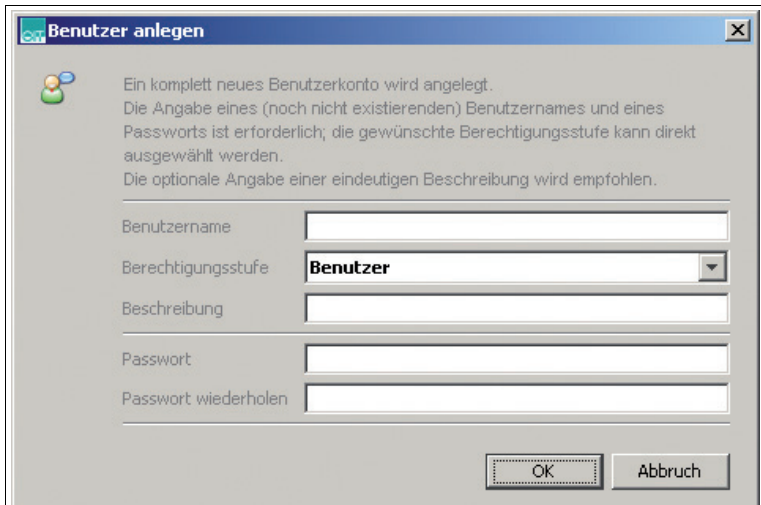 Benutzer anlegen
Ein komplett neues Benutzerkonto wird angelegt.
Die Angabe eines (noch nicht existierenden) Benutzernames und eines
Passworts ist erforderlich; die gewünschte Berechtigungsstufe kann direkt
ausgewählt werden.
Die optionale Angabe einer eindeutigen Beschreibung wird empfohlen.
Benutzername
Berechtigungsstufe Benutzer
Beschreibung
Passwort
Passwort wiederholen
OK Abbruch